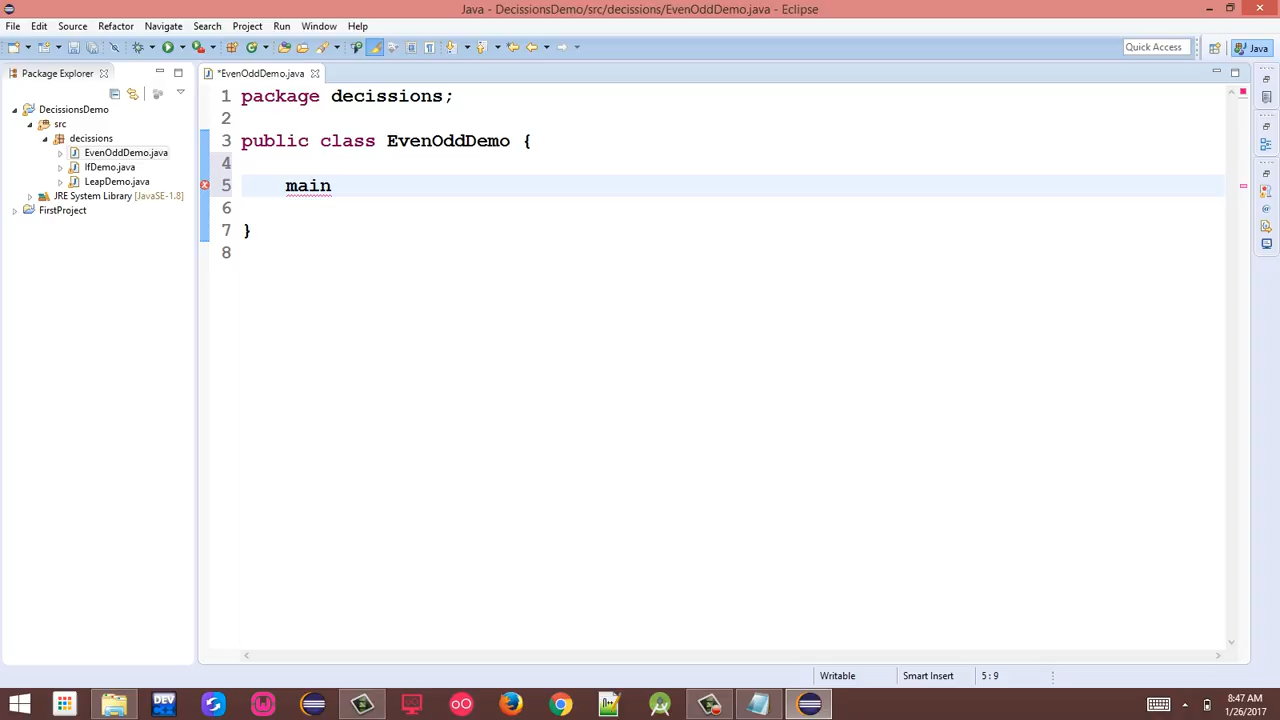 Java - DecissionsDemo/src/decissions/EvenOddDemo.java - Eclipse
File Edit Source Refactor Navigate Search Project Run Window Help
Quick Access
Java
Package Explorer
*EvenOddDemo.java
DecissionsDemo
src
decissions
EvenOddDemo.java
IfDemo.java
LeapDemo.java
JRE System Library [JavaSE-1.8]
FirstProject
1 package decissions;
2
3 public class EvenOddDemo {
4
5 main
6
7 }
8
Writable Smart Insert 5 : 9
DEV
8:47 AM
1/26/2017